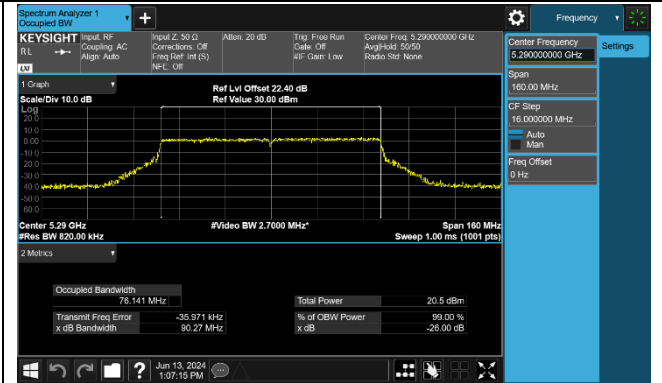 Spectrum Analyzer 1
Occupied BW
Frequency
KEYSIGHT
RL
LXI
Input: RF
Coupling: AC
Align: Auto
Input Z: 50 Ω
Corrections: Off
Freq Ref: Int (S)
NFE: Off
Atten: 20 dB
Trig: Free Run
Gate: Off
#IF Gain: Low
Center Freq: 5.290000000 GHz
Avg|Hold: 50/50
Radio Std: None
Center Frequency
5.290000000 GHz
Settings
Span
160.00 MHz
CF Step
16.000000 MHz
Auto
Man
Freq Offset
0 Hz
1 Graph
Scale/Div 10.0 dB
Ref Lvl Offset 22.40 dB
Ref Value 30.00 dBm
Log
20.0
10.0
0.00
-10.0
-20.0
-30.0
-40.0
-50.0
-60.0
Center 5.29 GHz
#Video BW 2.7000 MHz*
Span 160 MHz
#Res BW 820.00 kHz
Sweep 1.00 ms (1001 pts)
2 Metrics
Occupied Bandwidth
76.141 MHz
Total Power 20.5 dBm
Transmit Freq Error -35.971 kHz
% of OBW Power 99.00 %
x dB Bandwidth 90.27 MHz
x dB -26.00 dB
?
Jun 13, 2024
1:07:15 PM